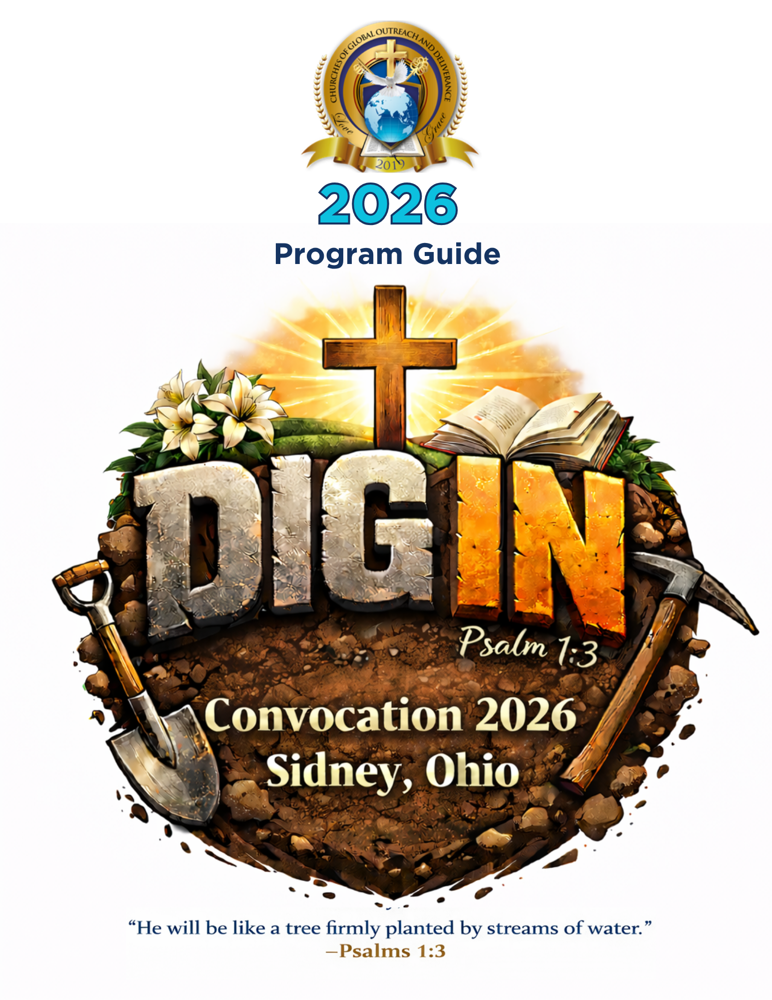 CHURCHES OF GLOBAL OUTREACH AND DELIVERANCE
Love
Grace
2019
2026
Program Guide
DIG IN
Psalm 1:3
Convocation 2026
Sidney, Ohio
“He will be like a tree firmly planted by streams of water.”
–Psalms 1:3